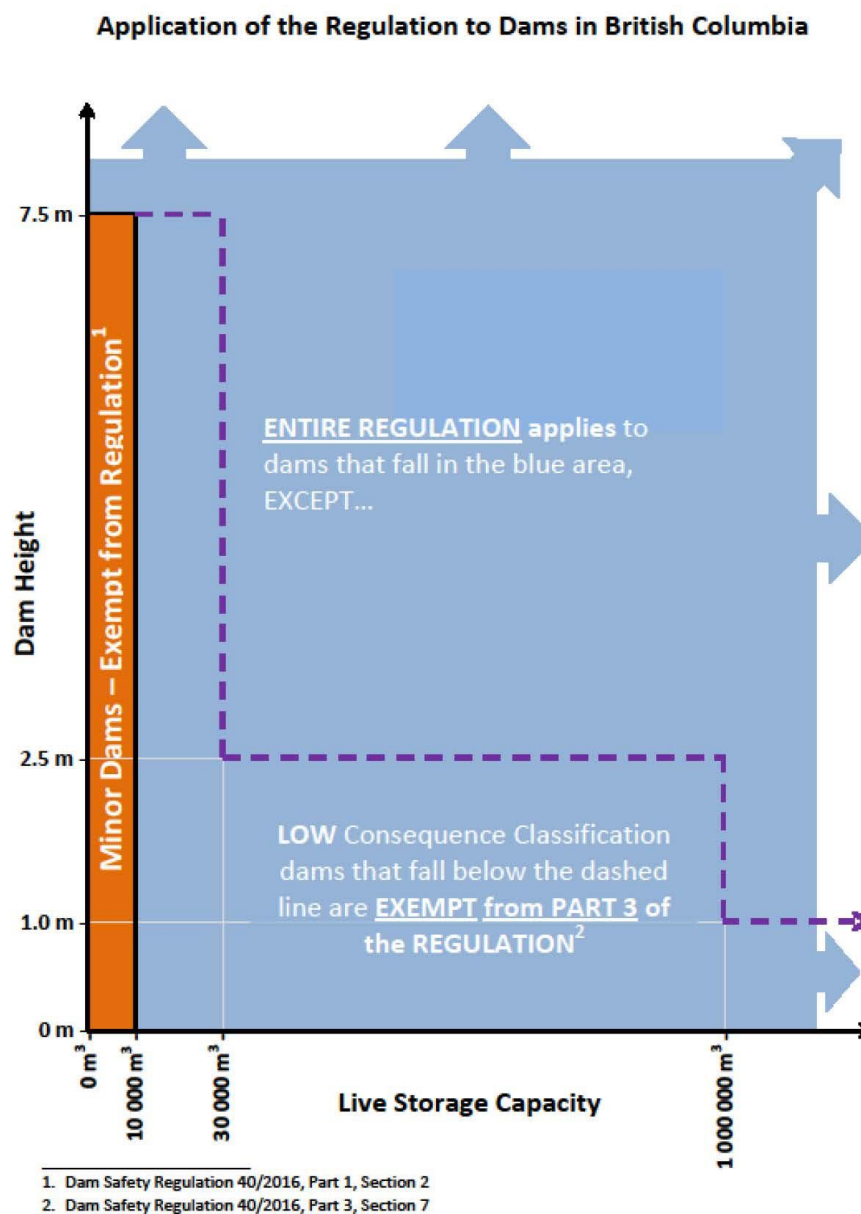 Application of the Regulation to Dams in British Columbia
7.5 m
Minor Dams – Exempt from Regulation¹
ENTIRE REGULATION applies to
dams that fall in the blue area,
EXCEPT...
Dam Height
2.5 m
LOW Consequence Classification
dams that fall below the dashed
line are EXEMPT from PART 3 of
the REGULATION²
1.0 m
0 m
0 m³
10 000 m³
30 000 m³
1 000 000 m³
Live Storage Capacity
1. Dam Safety Regulation 40/2016, Part 1, Section 2
2. Dam Safety Regulation 40/2016, Part 3, Section 7